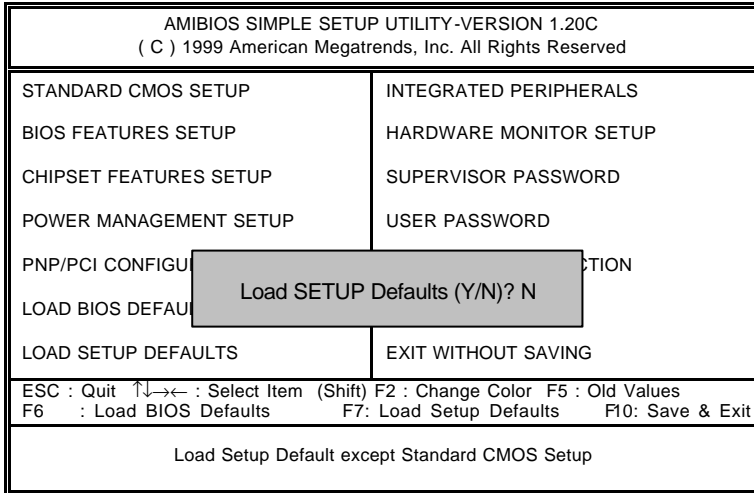 AMIBIOS SIMPLE SETUP UTILITY-VERSION 1.20C
( C ) 1999 American Megatrends, Inc. All Rights Reserved
STANDARD CMOS SETUP
BIOS FEATURES SETUP
CHIPSET FEATURES SETUP
POWER MANAGEMENT SETUP
PNP/PCI
LOAD BIOS
LOAD SETUP DEFAULTS
INTEGRATED PERIPHERALS
HARDWARE MONITOR SETUP
SUPERVISOR PASSWORD
USER PASSWORD
EXIT WITHOUT SAVING
Load SETUP Defaults (Y/N)? N
ESC : Quit ↑↓→← : Select Item (Shift) F2 : Change Color F5 : Old Values
F6 : Load BIOS Defaults F7: Load Setup Defaults F10: Save & Exit
Load Setup Default except Standard CMOS Setup